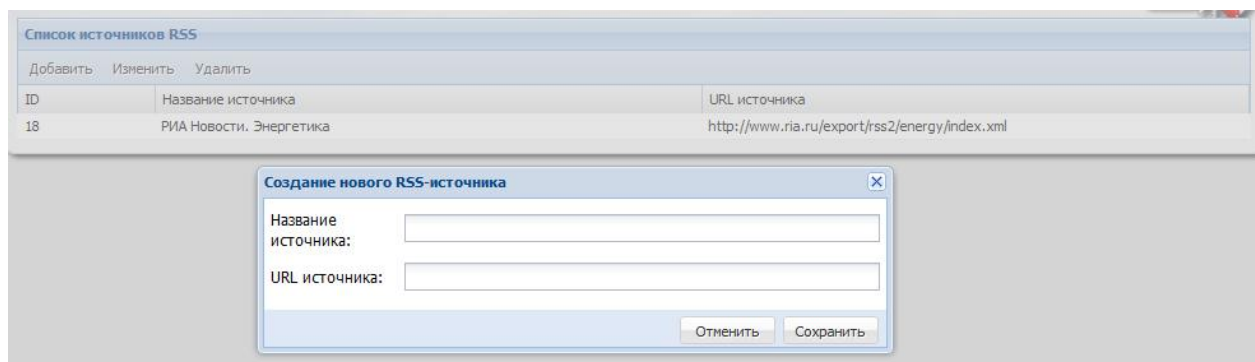 Список источников RSS
Добавить Изменить Удалить
ID Название источника URL источника
18 РИА Новости. Энергетика http://www.ria.ru/export/rss2/energy/index.xml
Создание нового RSS-источника
Название
источника:
URL источника:
Отменить Сохранить